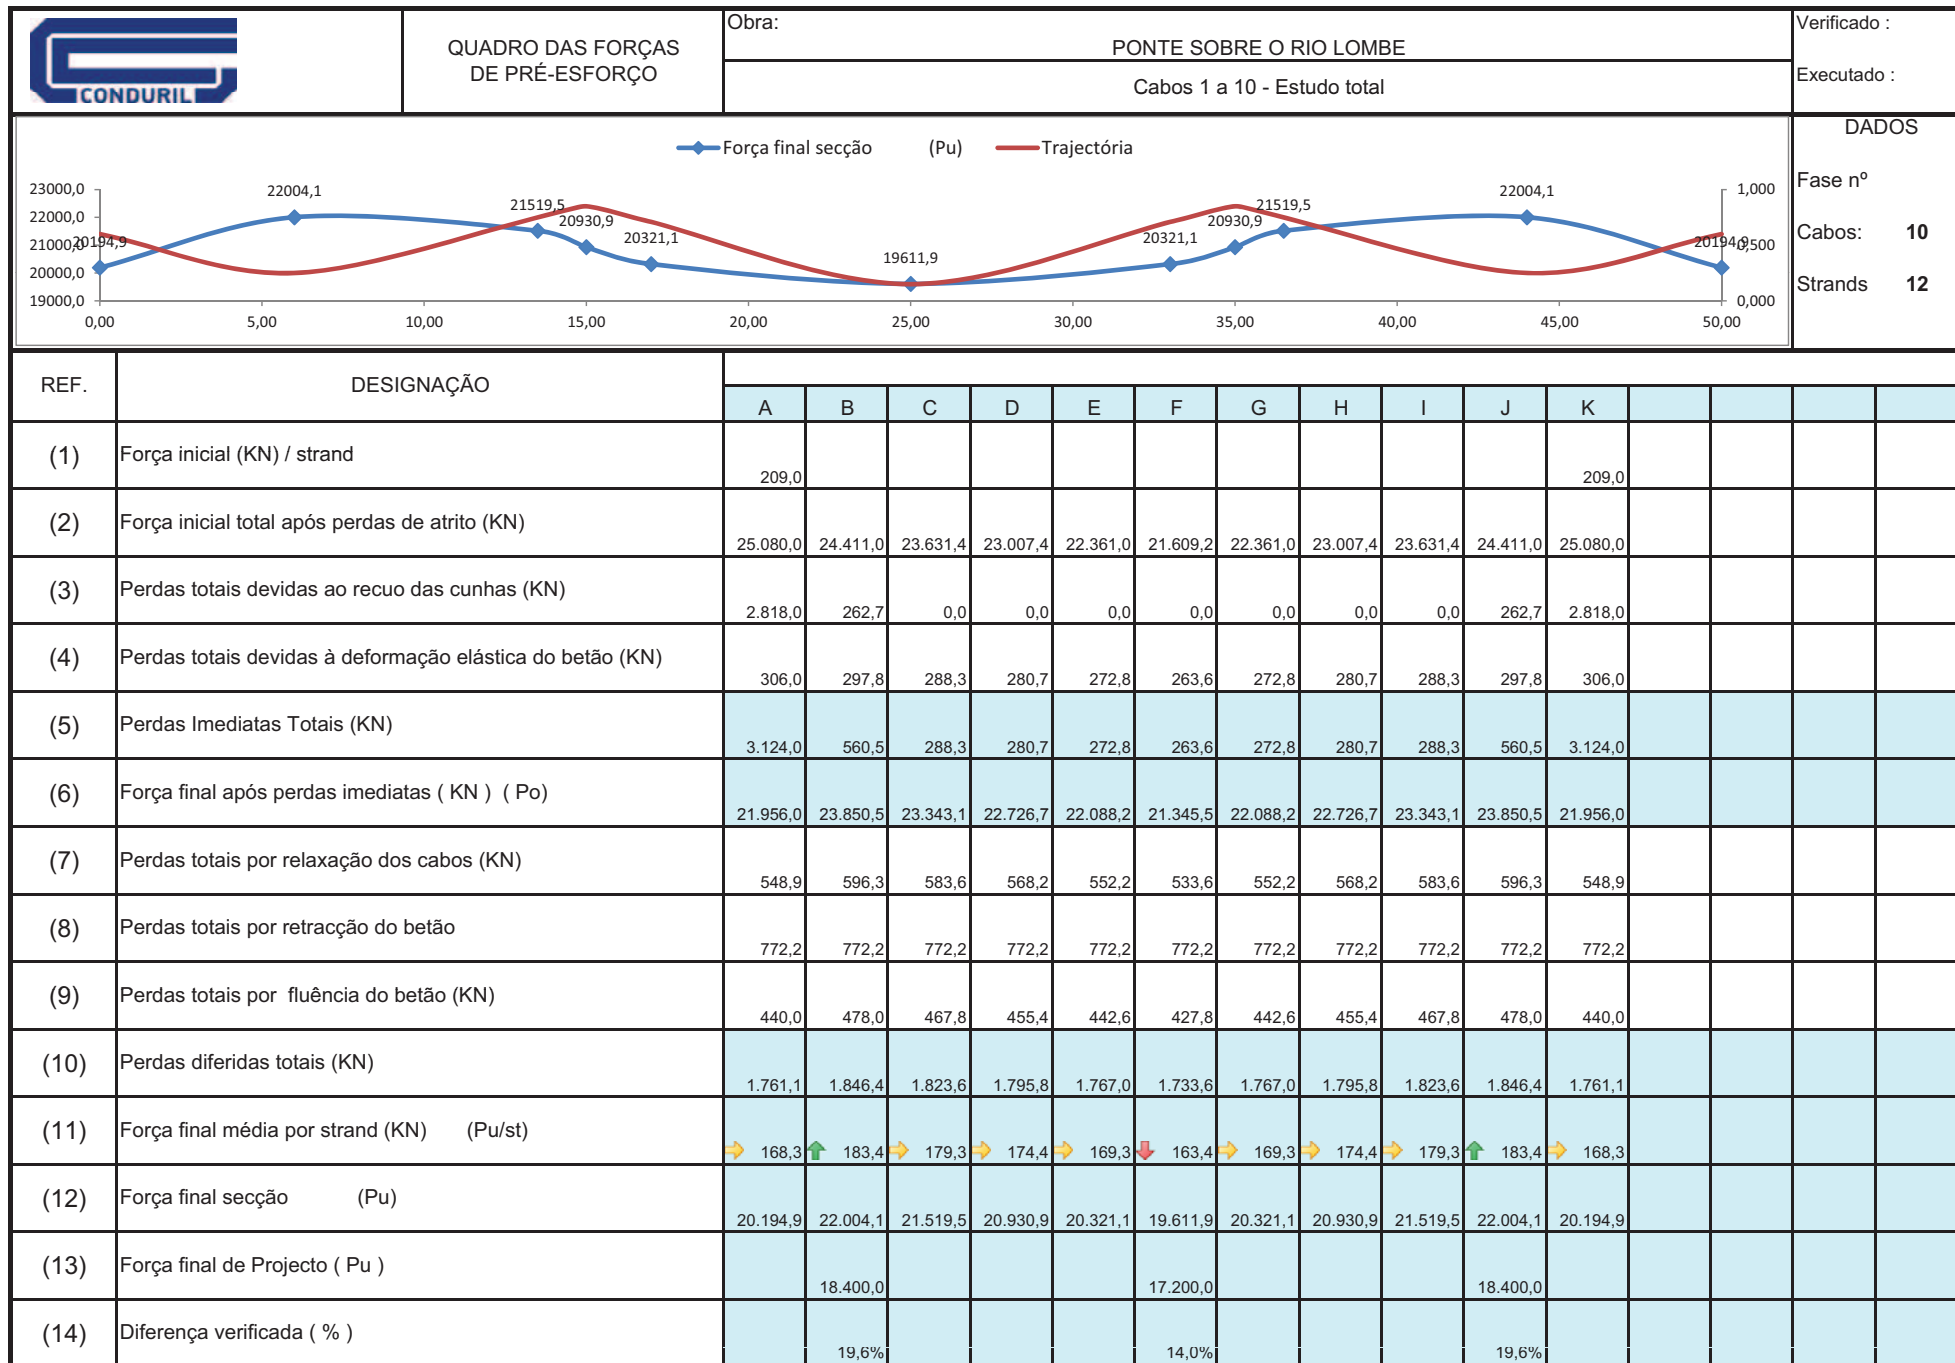 CONDURIL
QUADRO DAS FORÇAS
DE PRÉ-ESFORÇO
Obra:
PONTE SOBRE O RIO LOMBE
Cabos 1 a 10 - Estudo total
Verificado :
Executado :
Força final secção (Pu) Trajectória
23000,0
22000,0
21000,0
20000,0
19000,0
20194,9
22004,1
21519,5
20930,9
20321,1
19611,9
20321,1
20930,9
21519,5
22004,1
20194,9
1,000
0,500
0,000
0,00 5,00 10,00 15,00 20,00 25,00 30,00 35,00 40,00 45,00 50,00
DADOS
Fase nº
Cabos: 10
Strands 12
REF. DESIGNAÇÃO A B C D E F G H I J K
(1) Força inicial (KN) / strand 209,0 209,0
(2) Força inicial total após perdas de atrito (KN) 25.080,0 24.411,0 23.631,4 23.007,4 22.361,0 21.609,2 22.361,0 23.007,4 23.631,4 24.411,0 25.080,0
(3) Perdas totais devidas ao recuo das cunhas (KN) 2.818,0 262,7 0,0 0,0 0,0 0,0 0,0 0,0 0,0 262,7 2.818,0
(4) Perdas totais devidas à deformação elástica do betão (KN) 306,0 297,8 288,3 280,7 272,8 263,6 272,8 280,7 288,3 297,8 306,0
(5) Perdas Imediatas Totais (KN) 3.124,0 560,5 288,3 280,7 272,8 263,6 272,8 280,7 288,3 560,5 3.124,0
(6) Força final após perdas imediatas ( KN ) ( Po) 21.956,0 23.850,5 23.343,1 22.726,7 22.088,2 21.345,5 22.088,2 22.726,7 23.343,1 23.850,5 21.956,0
(7) Perdas totais por relaxação dos cabos (KN) 548,9 596,3 583,6 568,2 552,2 533,6 552,2 568,2 583,6 596,3 548,9
(8) Perdas totais por retracção do betão 772,2 772,2 772,2 772,2 772,2 772,2 772,2 772,2 772,2 772,2 772,2
(9) Perdas totais por fluência do betão (KN) 440,0 478,0 467,8 455,4 442,6 427,8 442,6 455,4 467,8 478,0 440,0
(10) Perdas diferidas totais (KN) 1.761,1 1.846,4 1.823,6 1.795,8 1.767,0 1.733,6 1.767,0 1.795,8 1.823,6 1.846,4 1.761,1
(11) Força final média por strand (KN) (Pu/st) 168,3 183,4 179,3 174,4 169,3 163,4 169,3 174,4 179,3 183,4 168,3
(12) Força final secção (Pu) 20.194,9 22.004,1 21.519,5 20.930,9 20.321,1 19.611,9 20.321,1 20.930,9 21.519,5 22.004,1 20.194,9
(13) Força final de Projecto ( Pu ) 18.400,0 17.200,0 18.400,0
(14) Diferença verificada ( % ) 19,6% 14,0% 19,6%